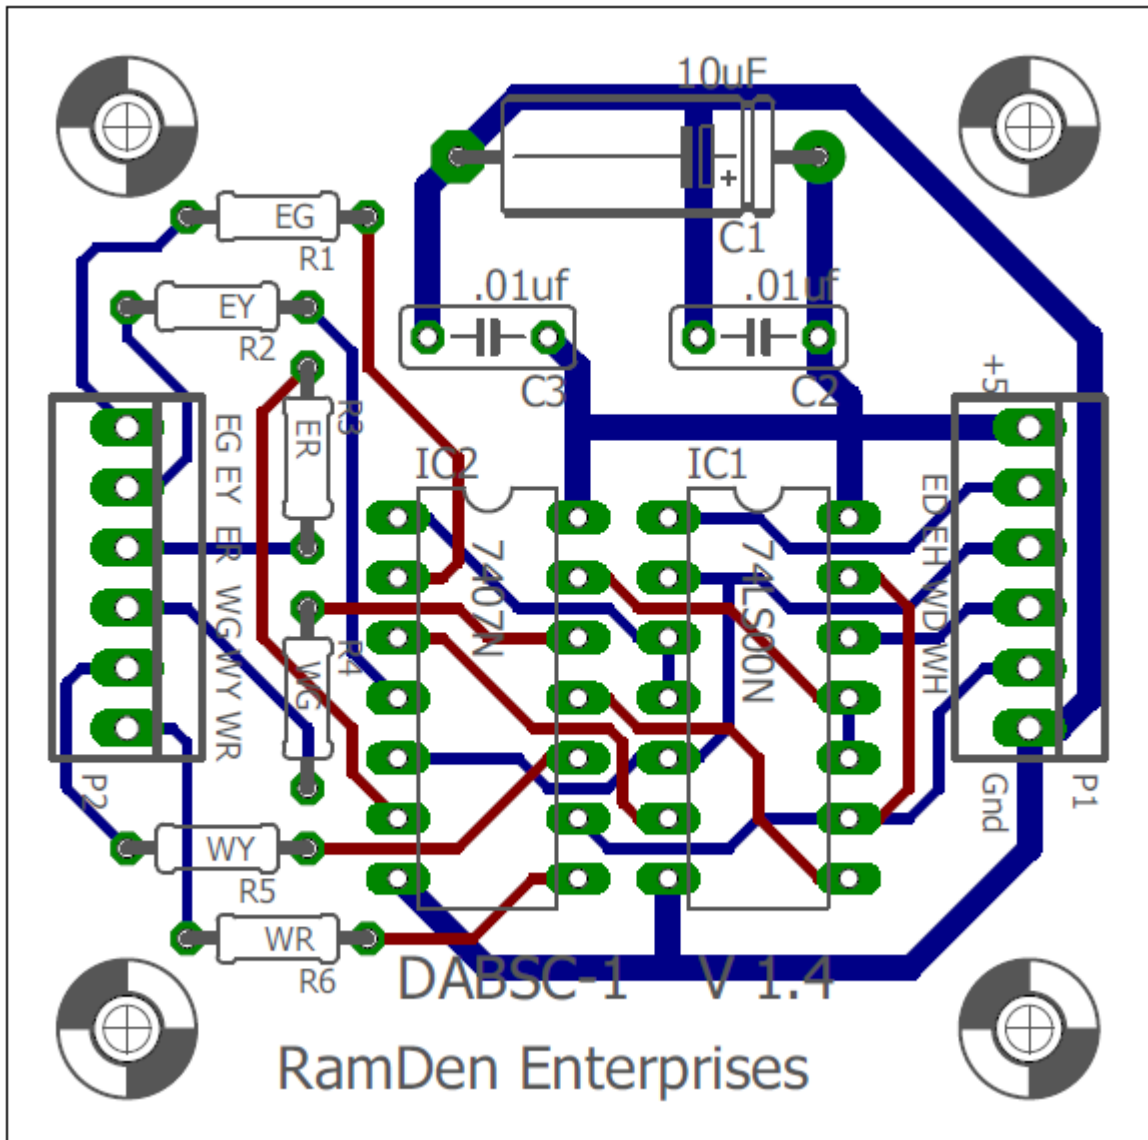 10uF
+
C1
EG
R1
EY
R2
.01uf
.01uf
C3
C2
+5
ER
R3
EG EY ER WG WY WR
IC2
IC1
7407N
74LS00N
ED EH WD WH
WG
R4
P2
Gnd
P1
WY
R5
WR
R6
DABSC-1 V 1.4
RamDen Enterprises